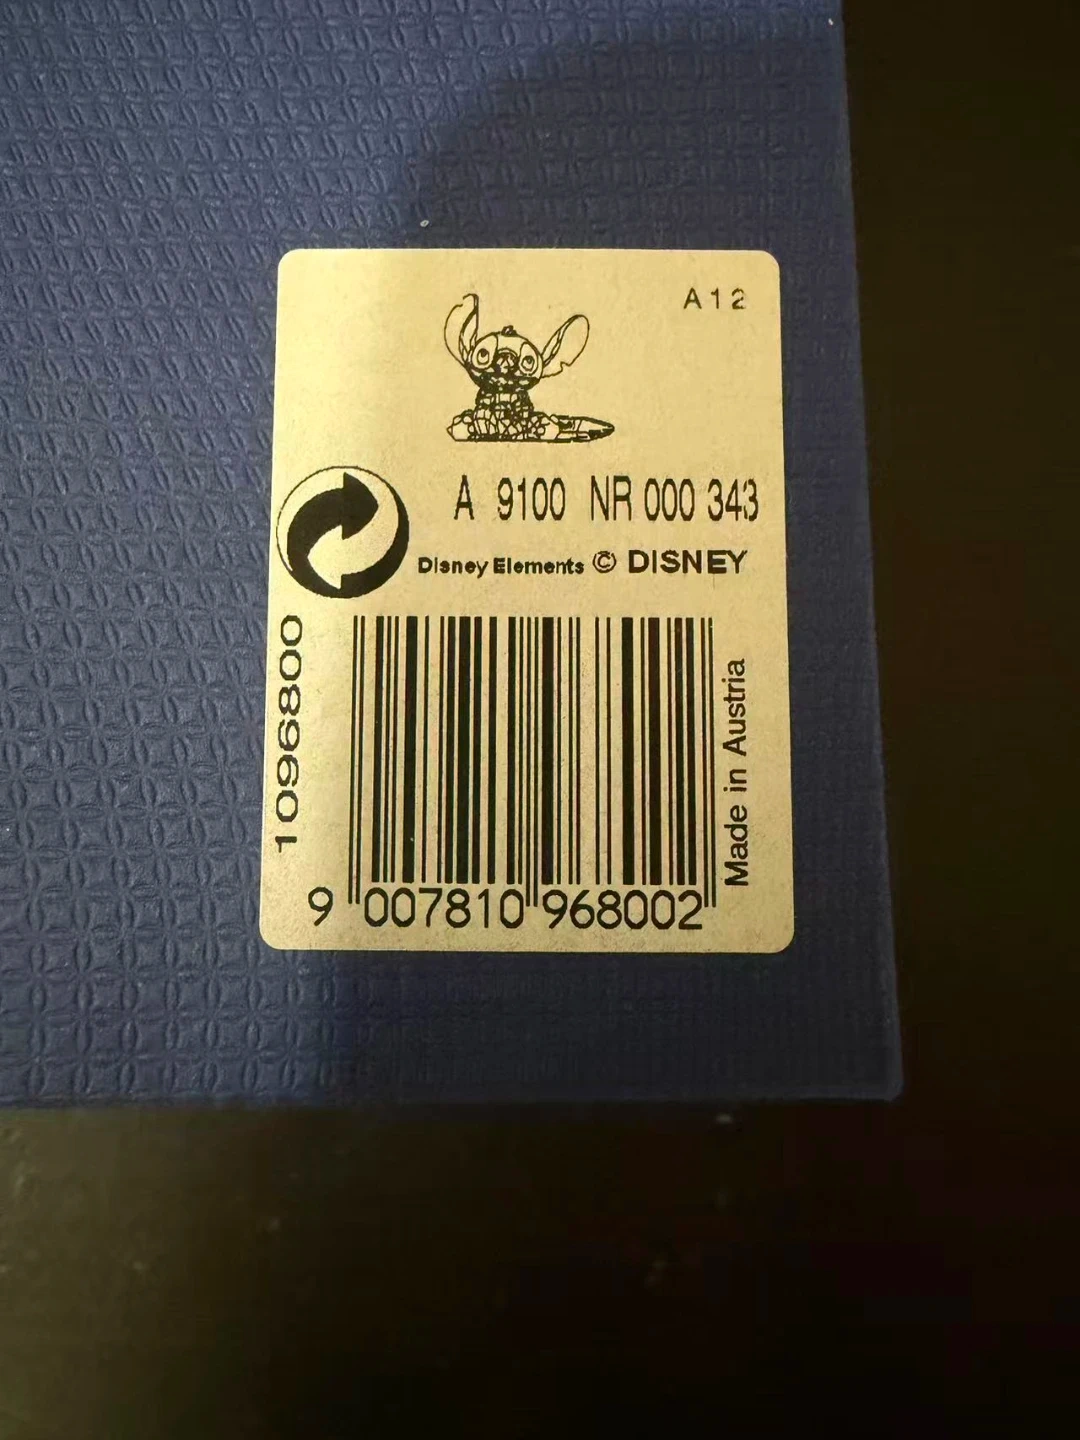 A12
A 9100 NR 000 343
Disney Elements © DISNEY
1096800
Made in Austria
9 007810 968002